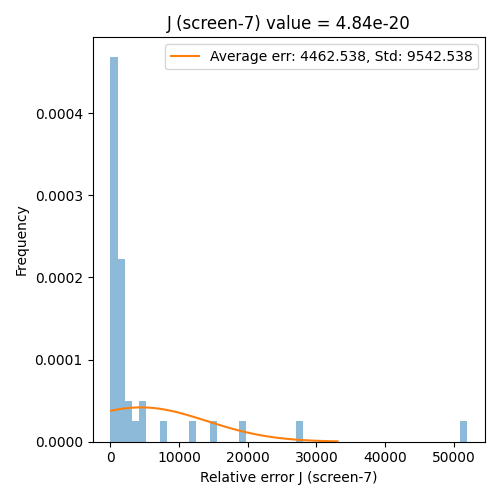 J (screen-7) value = 4.84e-20
Average err: 4462.538, Std: 9542.538
0.0004
0.0003
0.0002
0.0001
0.0000
Frequency
0 10000 20000 30000 40000 50000
Relative error J (screen-7)